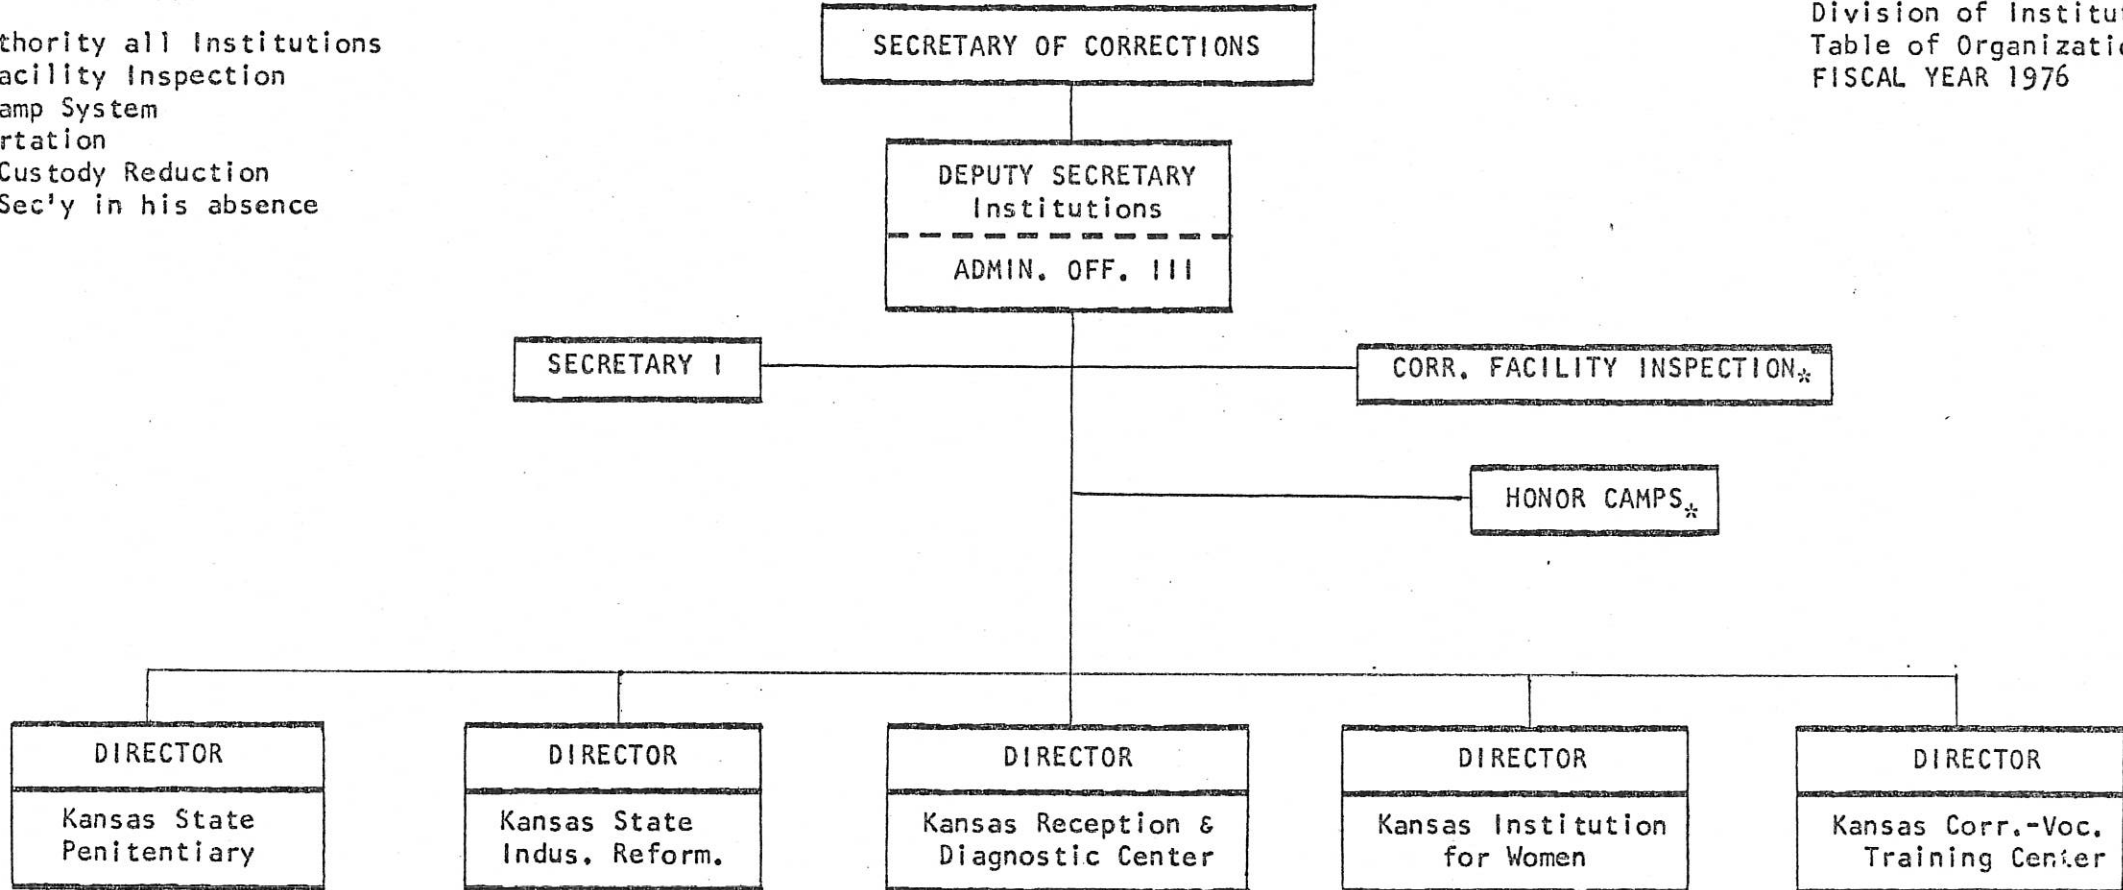 thority all Institutions
acility Inspection
amp System
rtation
Custody Reduction
Sec'y in his absence
Division of Institu
Table of Organizati
FISCAL YEAR 1976
SECRETARY OF CORRECTIONS
DEPUTY SECRETARY
Institutions
ADMIN. OFF. III
SECRETARY I
CORR. FACILITY INSPECTION*
HONOR CAMPS*
DIRECTOR
Kansas State
Penitentiary
DIRECTOR
Kansas State
Indus. Reform.
DIRECTOR
Kansas Reception &
Diagnostic Center
DIRECTOR
Kansas Institution
for Women
DIRECTOR
Kansas Corr.-Voc.
Training Center